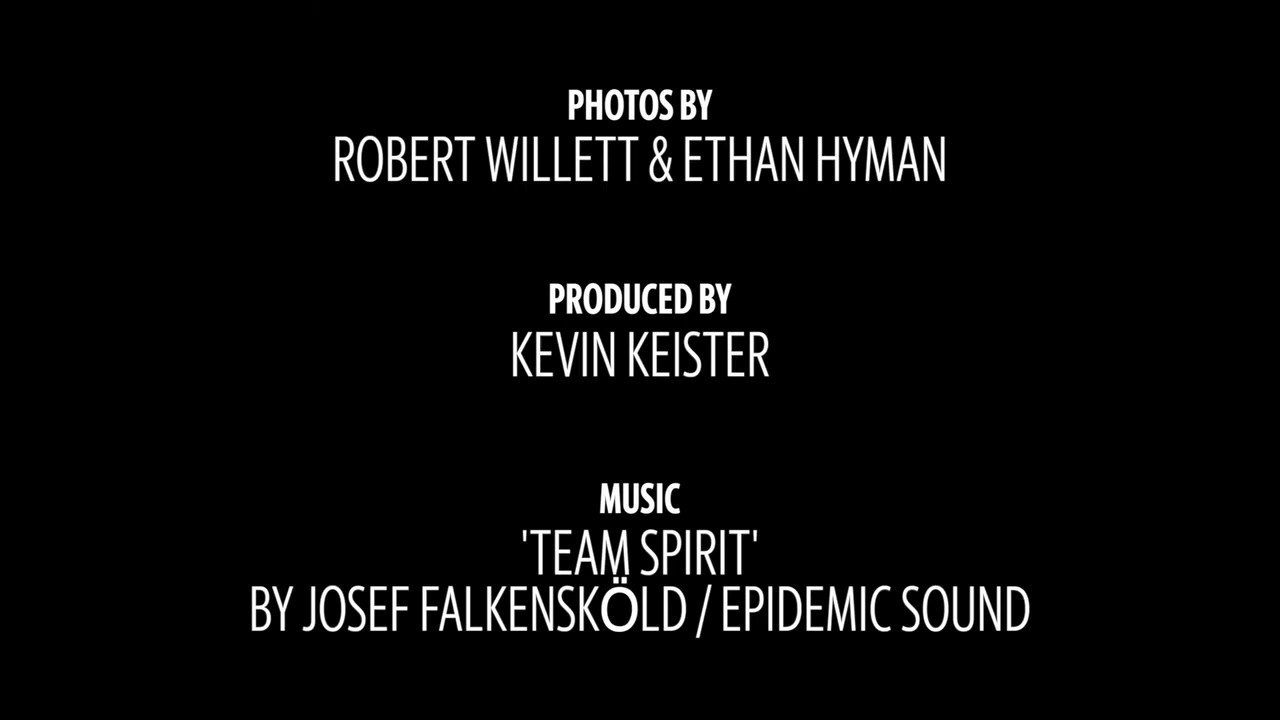 PHOTOS BY
ROBERT WILLETT & ETHAN HYMAN
PRODUCED BY
KEVIN KEISTER
MUSIC
'TEAM SPIRIT'
BY JOSEF FALKENSKÖLD / EPIDEMIC SOUND